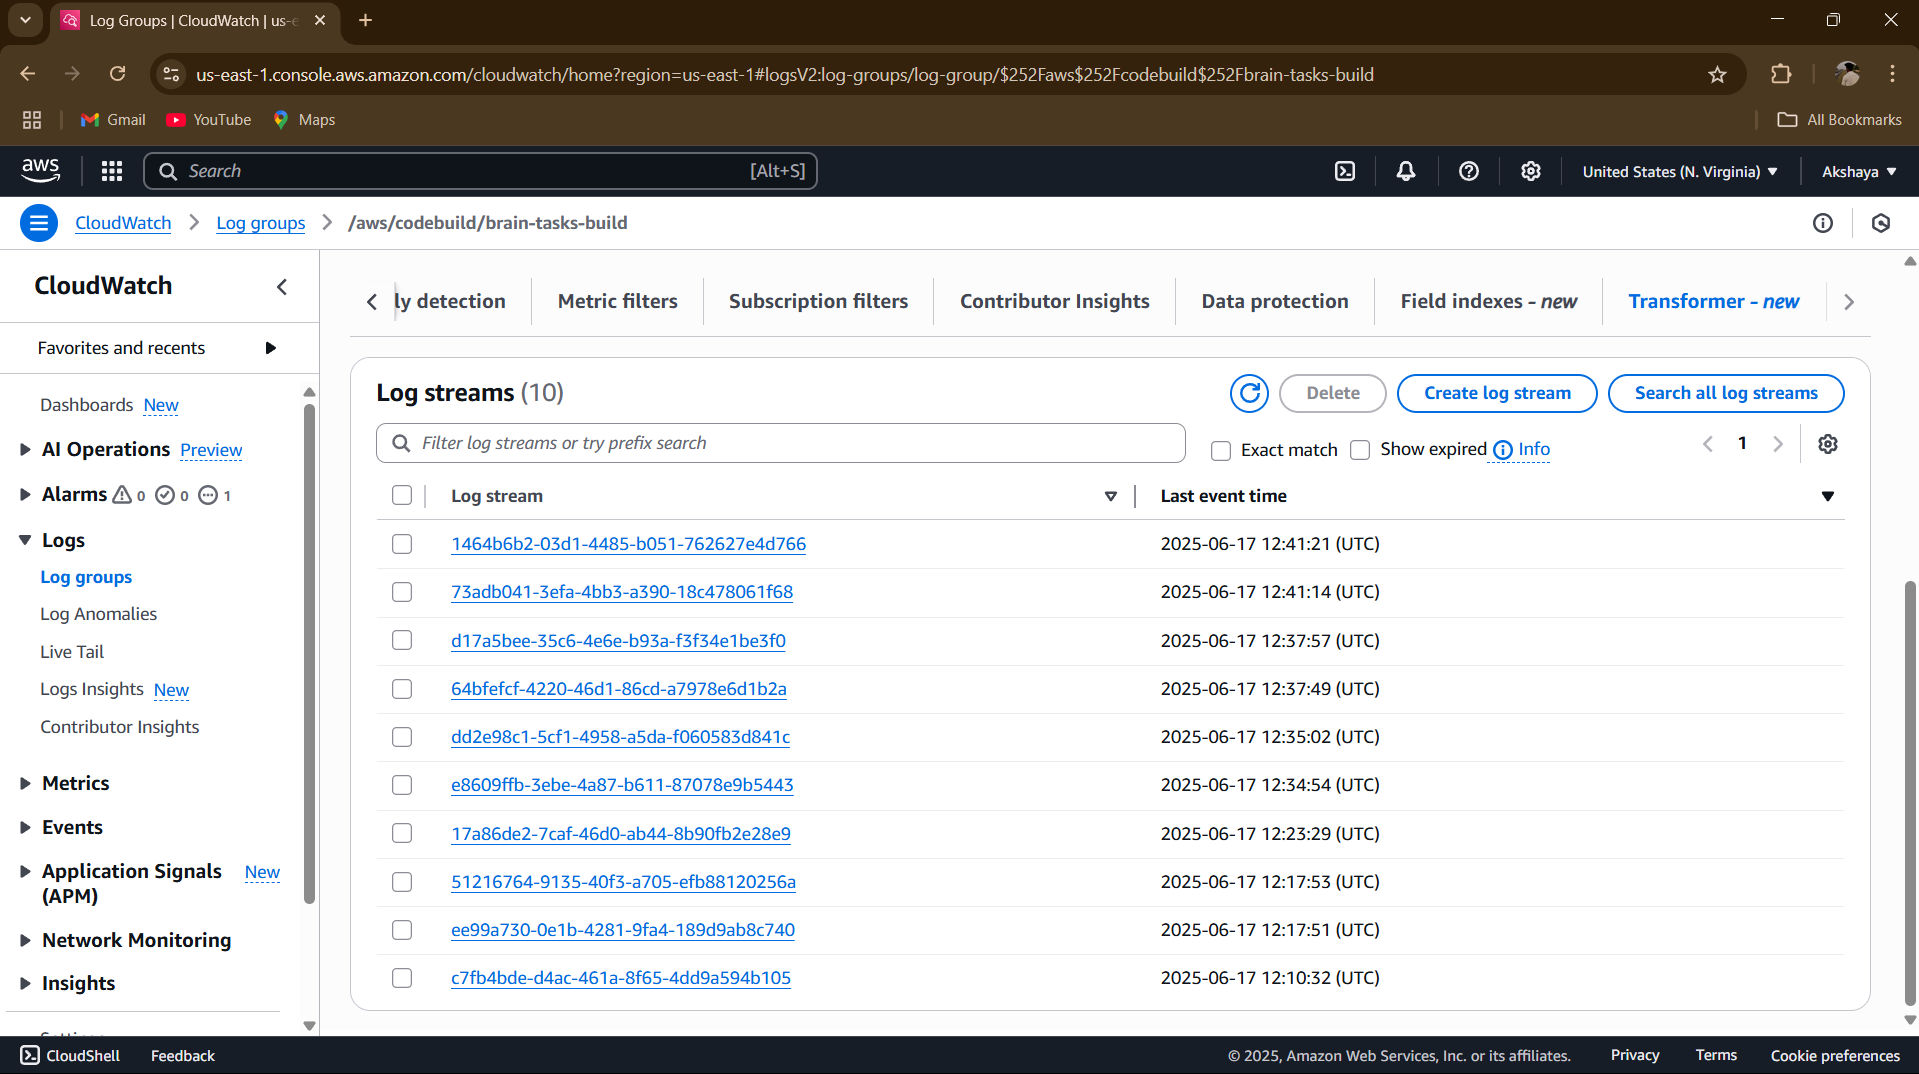 Log Groups | CloudWatch | us-e
us-east-1.console.aws.amazon.com/cloudwatch/home?region=us-east-1#logsV2:log-groups/log-group/$252Faws$252Fcodebuild$252Fbrain-tasks-build
Gmail YouTube Maps All Bookmarks
aws Search [Alt+S] United States (N. Virginia) Akshaya
CloudWatch Log groups /aws/codebuild/brain-tasks-build
CloudWatch
Favorites and recents
Dashboards New
AI Operations Preview
Alarms 0 0 1
Logs
Log groups
Log Anomalies
Live Tail
Logs Insights New
Contributor Insights
Metrics
Events
Application Signals New
(APM)
Network Monitoring
Insights
ly detection Metric filters Subscription filters Contributor Insights Data protection Field indexes - new Transformer - new
Log streams (10) Delete Create log stream Search all log streams
Filter log streams or try prefix search Exact match Show expired Info 1
Log stream Last event time
1464b6b2-03d1-4485-b051-762627e4d766 2025-06-17 12:41:21 (UTC)
73adb041-3efa-4bb3-a390-18c478061f68 2025-06-17 12:41:14 (UTC)
d17a5bee-35c6-4e6e-b93a-f3f34e1be3f0 2025-06-17 12:37:57 (UTC)
64bfefcf-4220-46d1-86cd-a7978e6d1b2a 2025-06-17 12:37:49 (UTC)
dd2e98c1-5cf1-4958-a5da-f060583d841c 2025-06-17 12:35:02 (UTC)
e8609ffb-3ebe-4a87-b611-87078e9b5443 2025-06-17 12:34:54 (UTC)
17a86de2-7caf-46d0-ab44-8b90fb2e28e9 2025-06-17 12:23:29 (UTC)
51216764-9135-40f3-a705-efb88120256a 2025-06-17 12:17:53 (UTC)
ee99a730-0e1b-4281-9fa4-189d9ab8c740 2025-06-17 12:17:51 (UTC)
c7fb4bde-d4ac-461a-8f65-4dd9a594b105 2025-06-17 12:10:32 (UTC)
CloudShell Feedback © 2025, Amazon Web Services, Inc. or its affiliates. Privacy Terms Cookie preferences